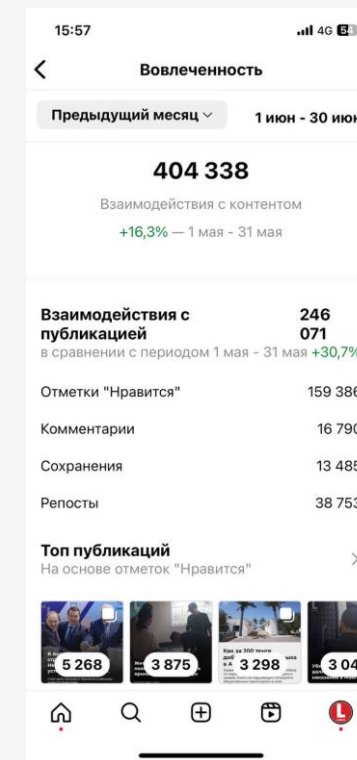 15:57
4G 54
Вовлеченность
Предыдущий месяц
1 июн - 30 июн
404 338
Взаимодействия с контентом
+16,3% — 1 мая - 31 мая
Взаимодействия с публикацией
246 071
в сравнении с периодом 1 мая - 31 мая +30,7%
Отметки "Нравится"
159 386
Комментарии
16 790
Сохранения
13 485
Репосты
38 753
Топ публикаций
На основе отметок "Нравится"
5 268
3 875
Как за 300 тенге
3 298
3 04
L